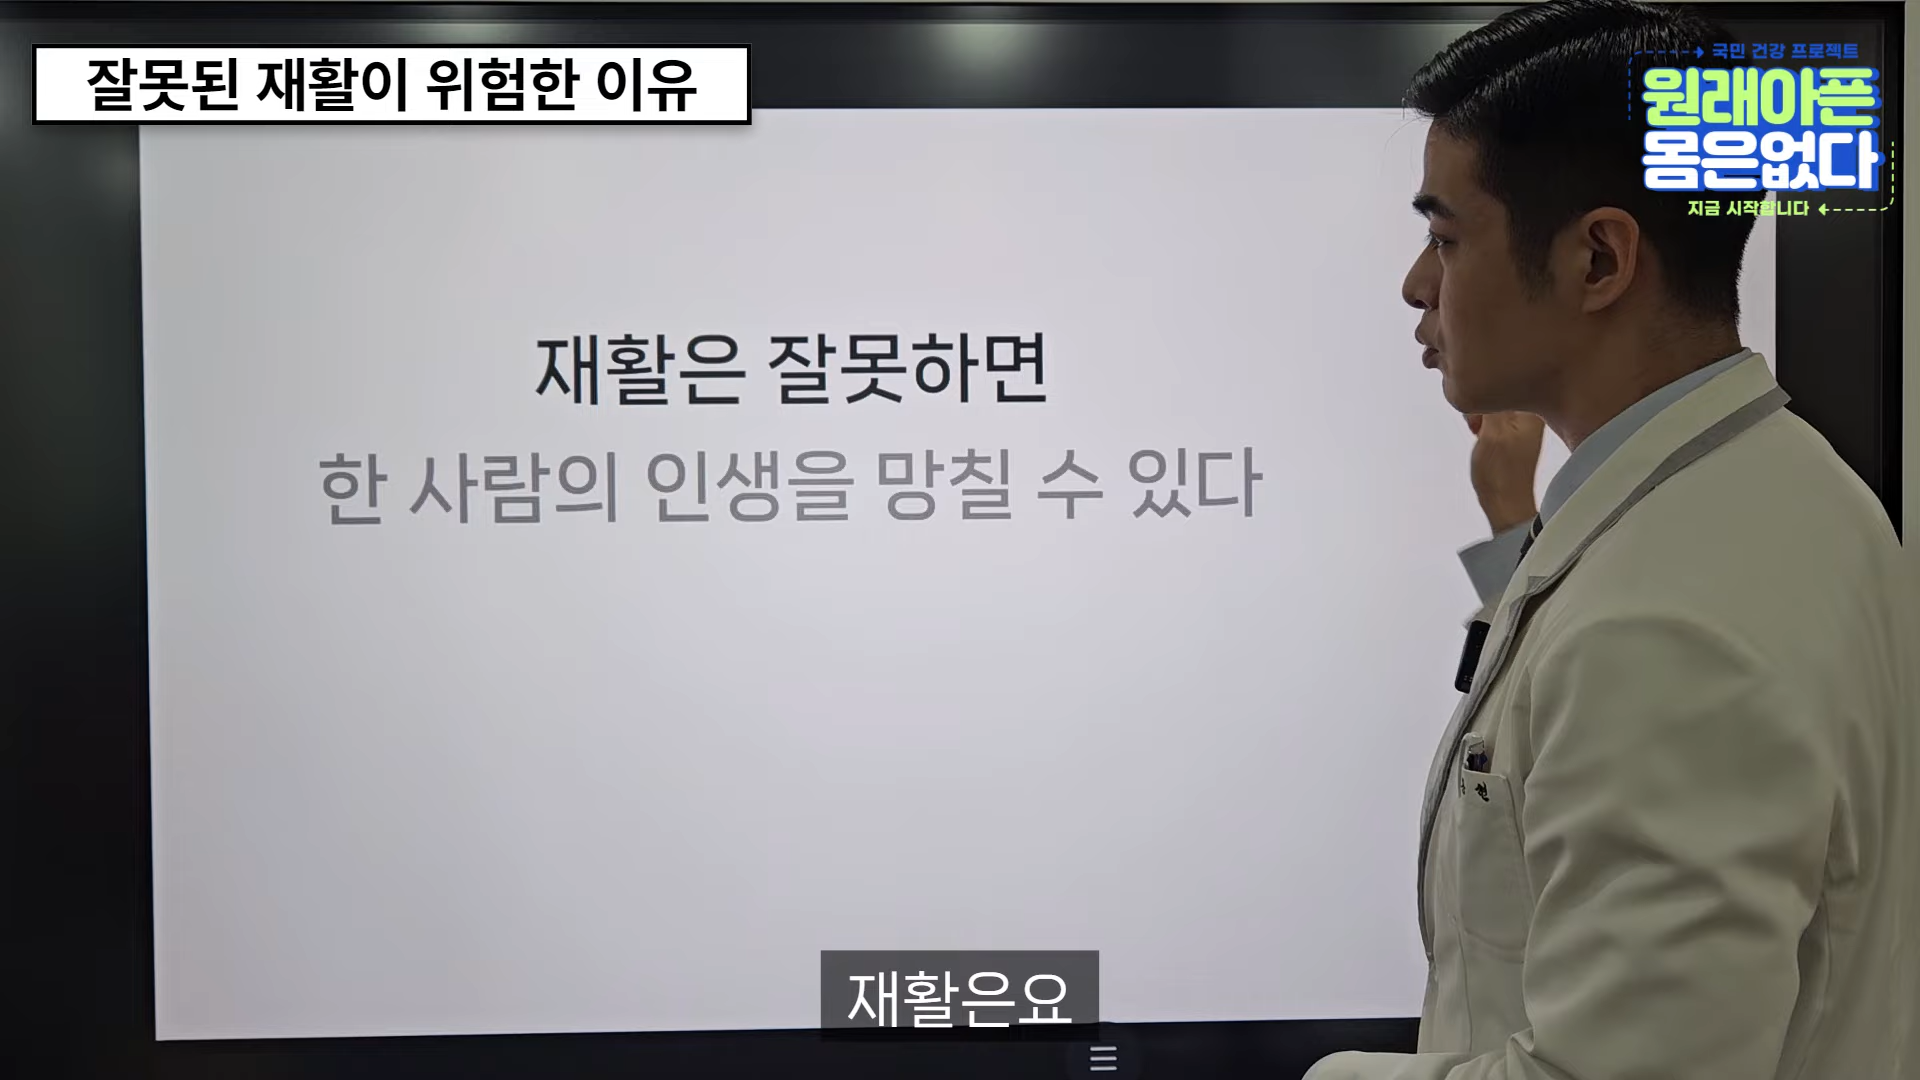 잘못된 재활이 위험한 이유
국민 건강 프로젝트
원래아픈
몸은없다
지금 시작합니다
재활은 잘못하면
한 사람의 인생을 망칠 수 있다
현
재활은요